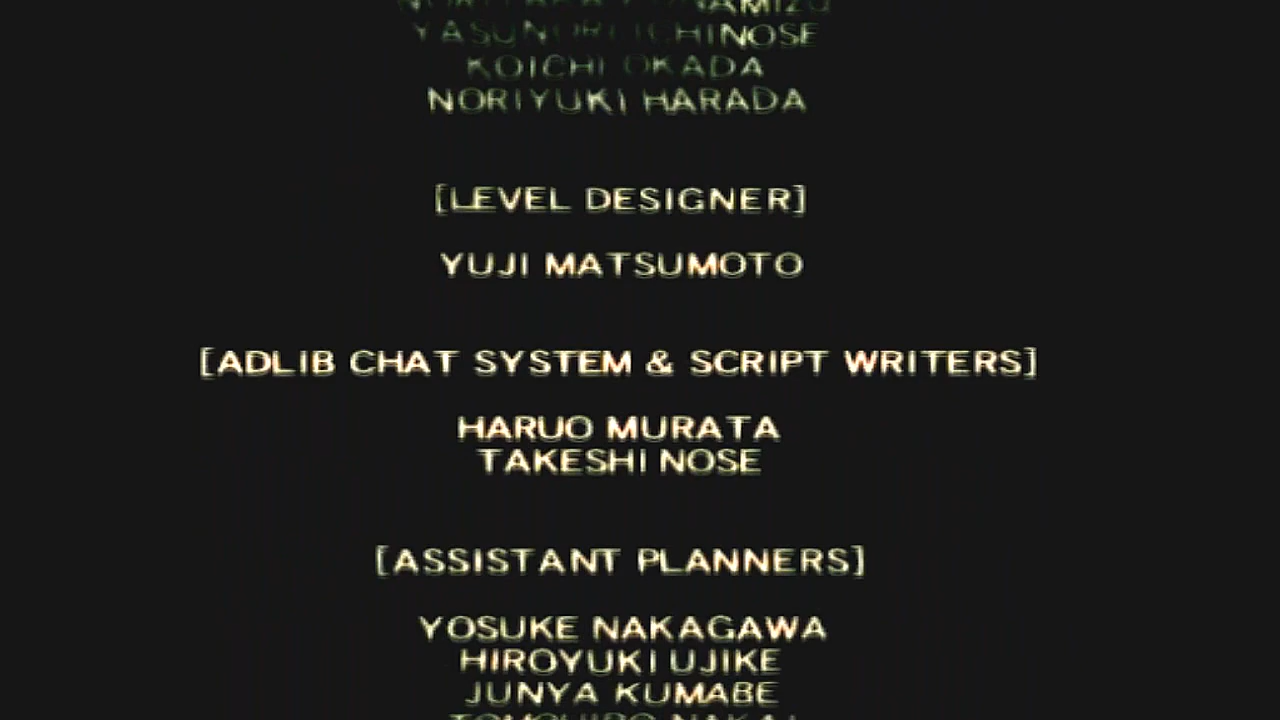 YASUNORI ICHINOSE
KOICHI OKADA
NORIYUKI HARADA
[LEVEL DESIGNER]
YUJI MATSUMOTO
[ADLIB CHAT SYSTEM & SCRIPT WRITERS]
HARUO MURATA
TAKESHI NOSE
[ASSISTANT PLANNERS]
YOSUKE NAKAGAWA
HIROYUKI UJIKE
JUNYA KUMABE